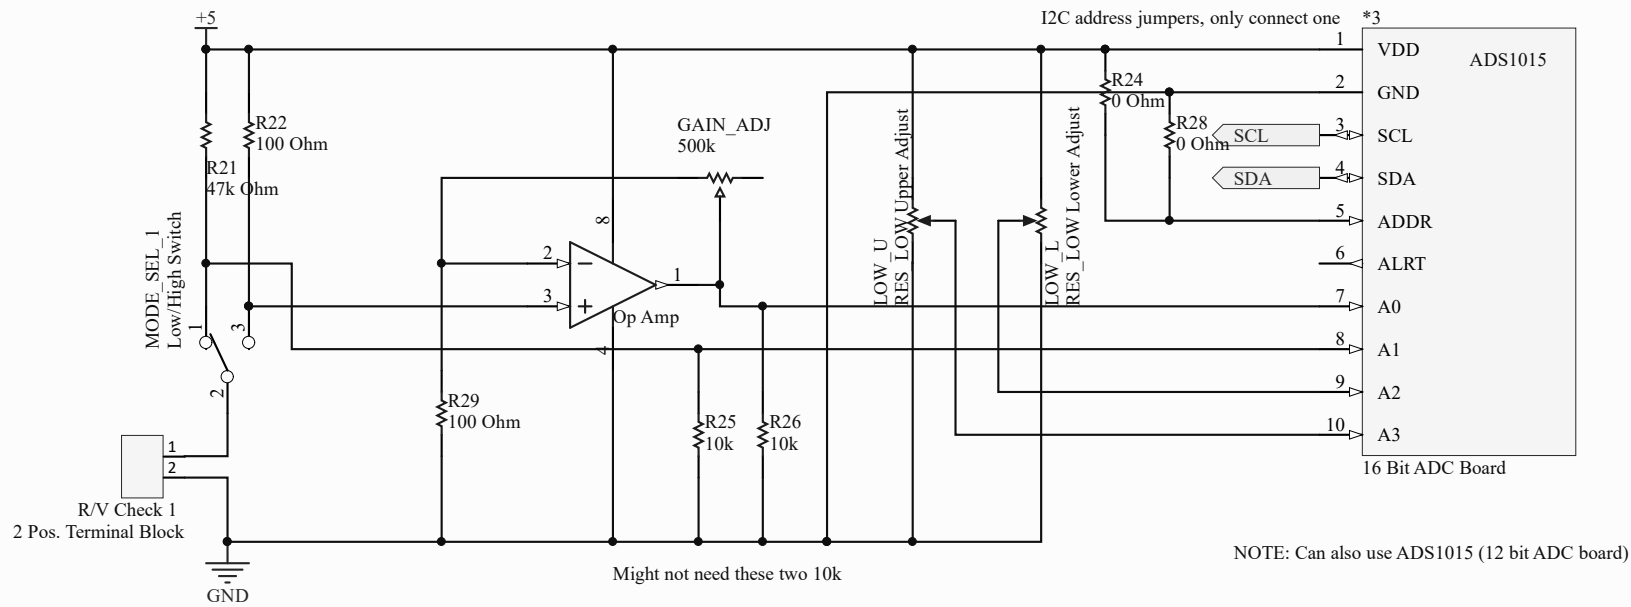 +5
I2C address jumpers, only connect one
*3
ADS1015
1
VDD
2
GND
3
SCL
SCL
4
SDA
SDA
5
ADDR
6
ALRT
7
A0
8
A1
9
A2
10
A3
16 Bit ADC Board
R24
0 Ohm
R28
0 Ohm
R22
100 Ohm
R21
47k Ohm
GAIN_ADJ
500k
MODE_SEL_1
Low/High Switch
1
3
2
8
2
3
1
4
Op Amp
LOW_U
RES_LOW Upper Adjust
LOW_L
RES_LOW Lower Adjust
R29
100 Ohm
R25
10k
R26
10k
1
2
R/V Check 1
2 Pos. Terminal Block
GND
Might not need these two 10k
NOTE: Can also use ADS1015 (12 bit ADC board)